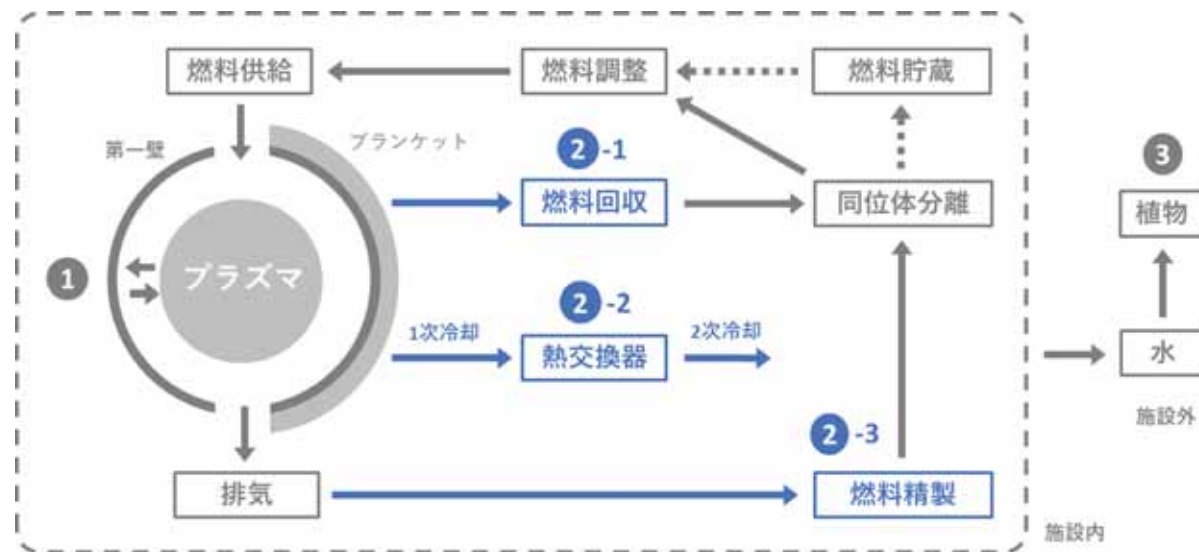 燃料供給
燃料調整
燃料貯蔵
第一壁
ブランケット
2-1
燃料回収
同位体分離
3
植物
1
プラズマ
2-2
1次冷却
熱交換器
2次冷却
水
施設外
2-3
排気
燃料精製
施設内